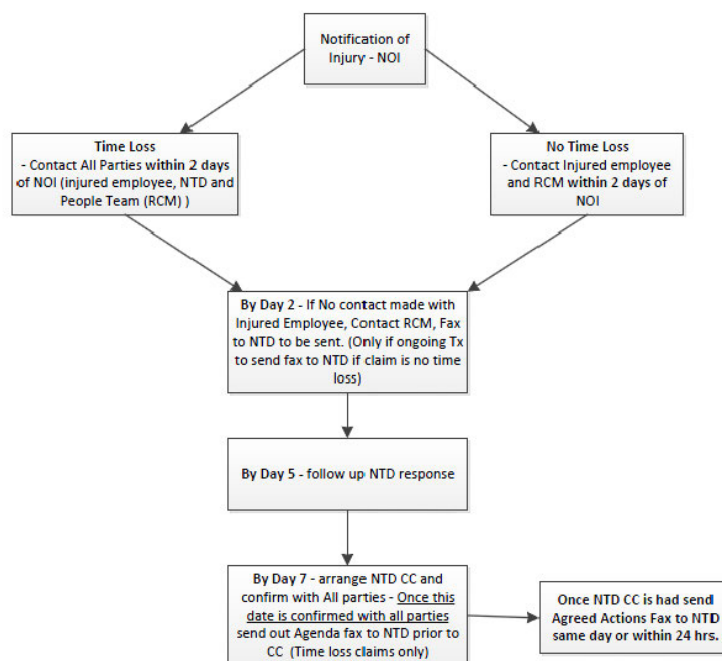 Notification of
Injury - NOI
Time Loss
- Contact All Parties within 2 days
of NOI (injured employee, NTD and
People Team (RCM) )
No Time Loss
- Contact Injured employee
and RCM within 2 days of
NOI
By Day 2 - If No contact made with
Injured Employee, Contact RCM, Fax
to NTD to be sent. (Only if ongoing Tx
to send fax to NTD if claim is no time
loss)
By Day 5 - follow up NTD response
By Day 7 - arrange NTD CC and
confirm with All parties - Once this
date is confirmed with all parties
send out Agenda fax to NTD prior to
CC (Time loss claims only)
Once NTD CC is had send
Agreed Actions Fax to NTD
same day or within 24 hrs.